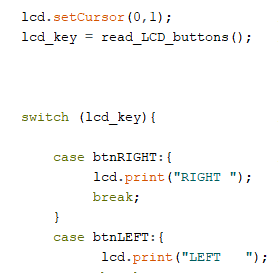 lcd.setCursor(0,1);
lcd_key = read_LCD_buttons();
switch (lcd_key){
case btnRIGHT:{
lcd.print("RIGHT ");
break;
}
case btnLEFT:{
lcd.print("LEFT   ");